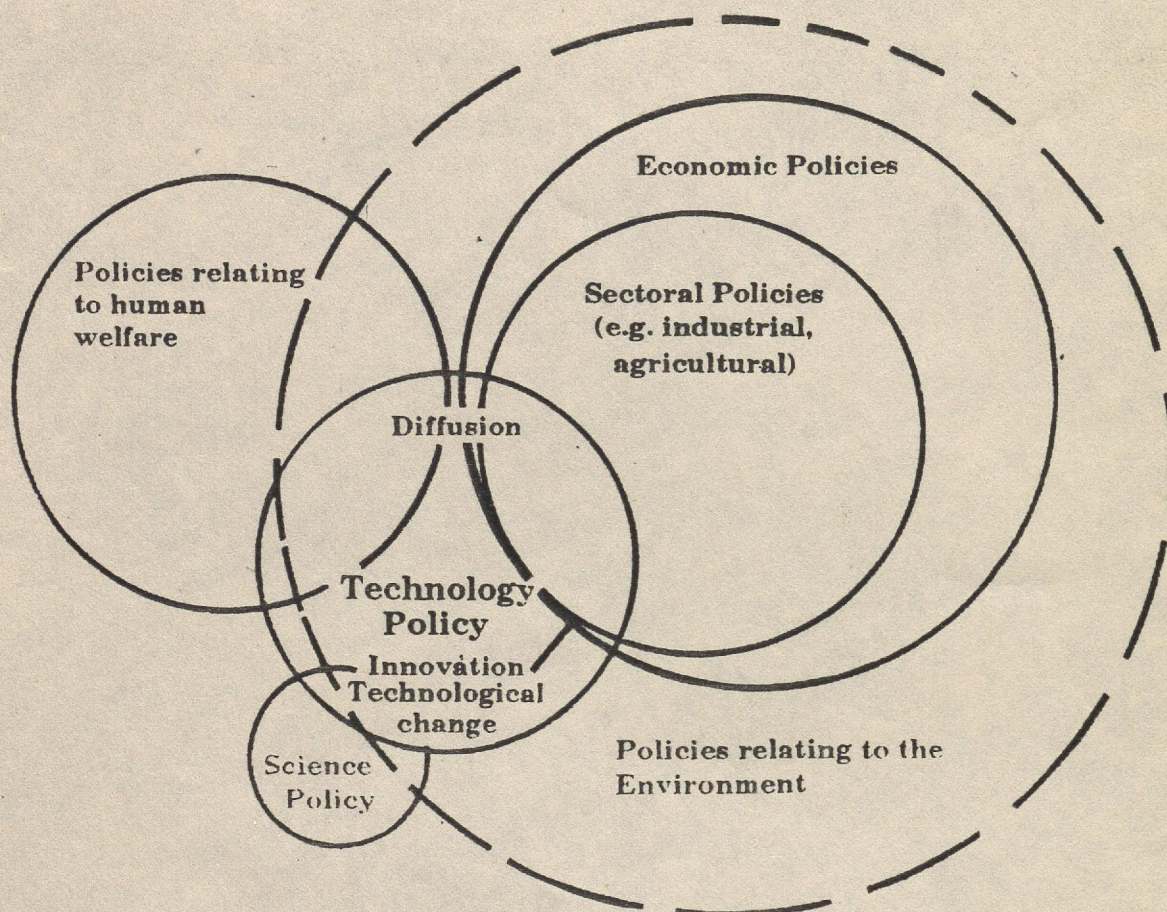 Economic Policies
Policies relating
to human
welfare
Sectoral Policies
(e.g. industrial,
agricultural)
Diffusion
Technology
Policy
Innovation
Technological
change
Science
Policy
Policies relating to the
Environment